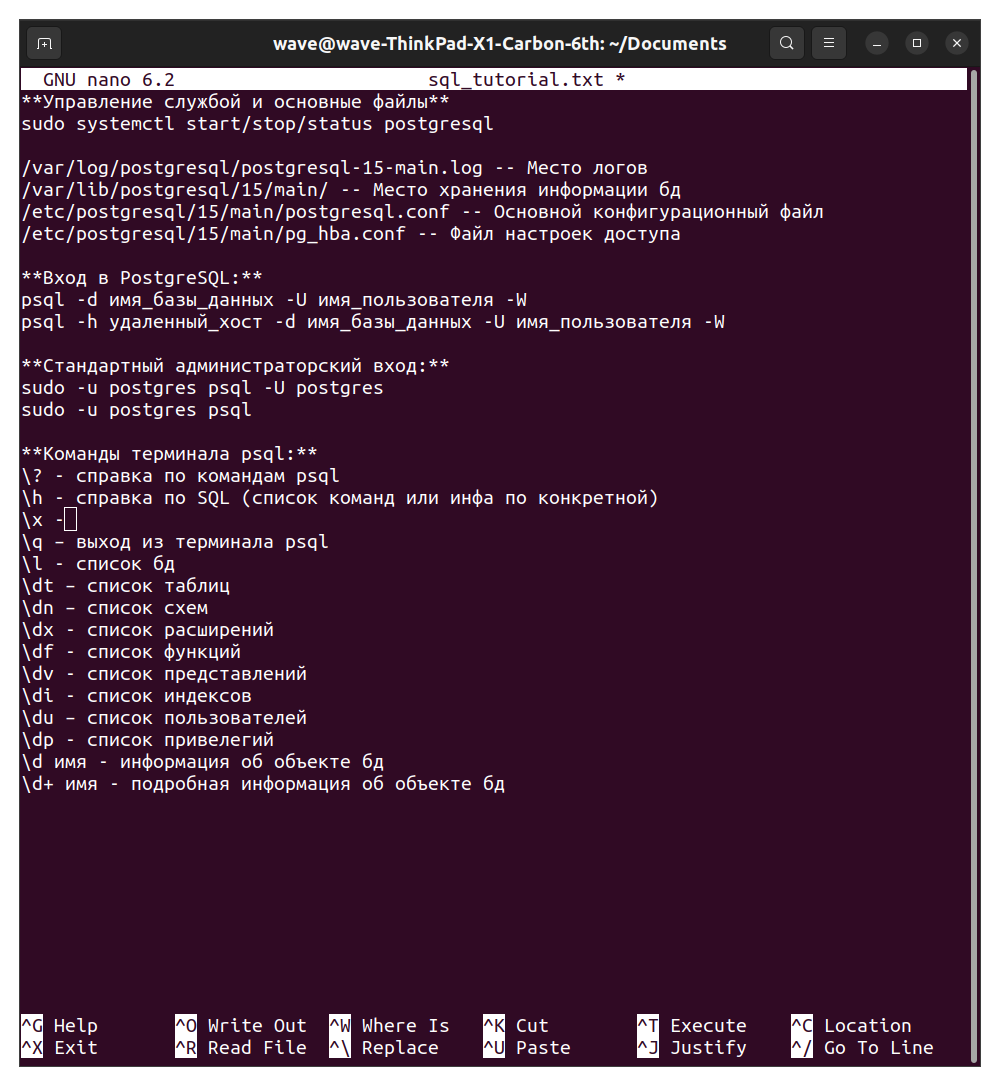 wave@wave-ThinkPad-X1-Carbon-6th: ~/Documents
GNU nano 6.2 sql_tutorial.txt *
**Управление службой и основные файлы**
sudo systemctl start/stop/status postgresql
/var/log/postgresql/postgresql-15-main.log -- Место логов
/var/lib/postgresql/15/main/ -- Место хранения информации бд
/etc/postgresql/15/main/postgresql.conf -- Основной конфигурационный файл
/etc/postgresql/15/main/pg_hba.conf -- Файл настроек доступа
**Вход в PostgreSQL:**
psql -d имя_базы_данных -U имя_пользователя -W
psql -h удаленный_хост -d имя_базы_данных -U имя_пользователя -W
**Стандартный администраторский вход:**
sudo -u postgres psql -U postgres
sudo -u postgres psql
**Команды терминала psql:**
\? - справка по командам psql
\h - справка по SQL (список команд или инфа по конкретной)
\x -
\q – выход из терминала psql
\l - список бд
\dt – список таблиц
\dn – список схем
\dx - список расширений
\df - список функций
\dv - список представлений
\di - список индексов
\du – список пользователей
\dp - список привелегий
\d имя - информация об объекте бд
\d+ имя - подробная информация об объекте бд
^G Help ^O Write Out ^W Where Is ^K Cut ^T Execute ^C Location
^X Exit ^R Read File ^\ Replace ^U Paste ^J Justify ^/ Go To Line